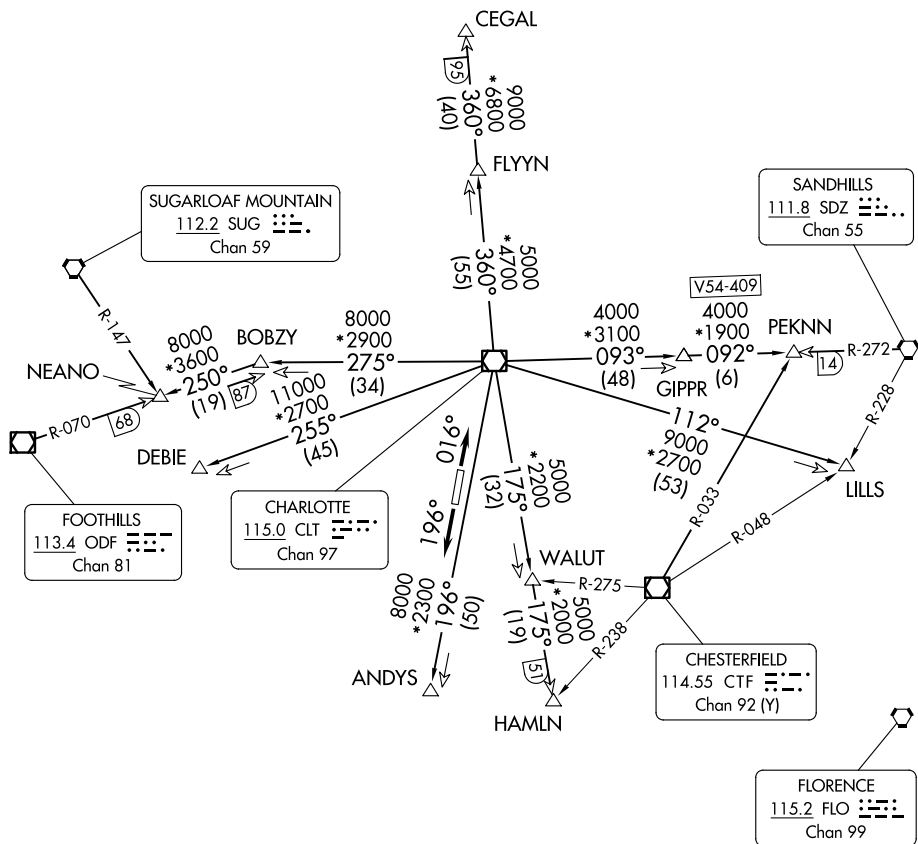 CEGAL
95
9000
*6800
360°
(40)
FLYYN
5000
*4700
360°
(55)
SUGARLOAF MOUNTAIN
112.2 SUG
Chan 59
SANDHILLS
111.8 SDZ
Chan 55
R-147
NEANO
8000
*3600
250°
(19)
BOBZY
87
8000
*2900
275°
(34)
4000
*3100
093°
(48)
GIPPR
V54-409
4000
*1900
092°
(6)
PEKNN
14
R-272
R-228
R-070
68
11000
*2700
255°
(45)
DEBIE
112°
9000
*2700
(53)
LILLS
FOOTHILLS
113.4 ODF
Chan 81
CHARLOTTE
115.0 CLT
Chan 97
016°
196°
8000
*2300
196°
(50)
ANDYS
5000
*2200
175°
(32)
WALUT
R-275
R-033
R-048
R-238
5000
*2000
175°
(19)
51
HAMLN
CHESTERFIELD
114.55 CTF
Chan 92 (Y)
FLORENCE
115.2 FLO
Chan 99